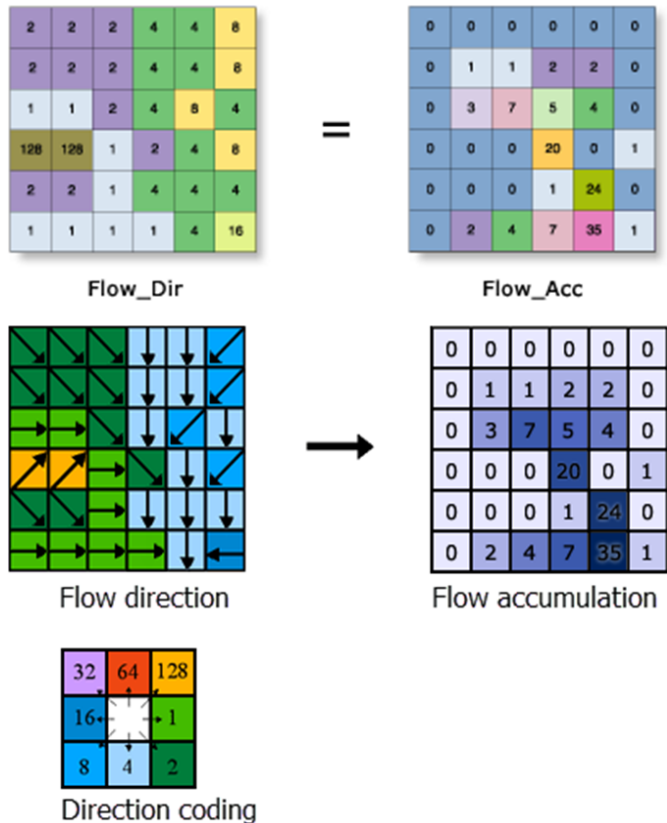 2 2 2 4 4 8
2 2 2 4 4 8
1 1 2 4 8 4
128 128 1 2 4 8
2 2 1 4 4 4
1 1 1 1 4 16
Flow_Dir
=
0 0 0 0 0 0
0 1 1 2 2 0
0 3 7 5 4 0
0 0 0 20 0 1
0 0 0 1 24 0
0 2 4 7 35 1
Flow_Acc
Flow direction
0 0 0 0 0 0
0 1 1 2 2 0
0 3 7 5 4 0
0 0 0 20 0 1
0 0 0 1 24 0
0 2 4 7 35 1
Flow accumulation
32 64 128
16 1
8 4 2
Direction coding